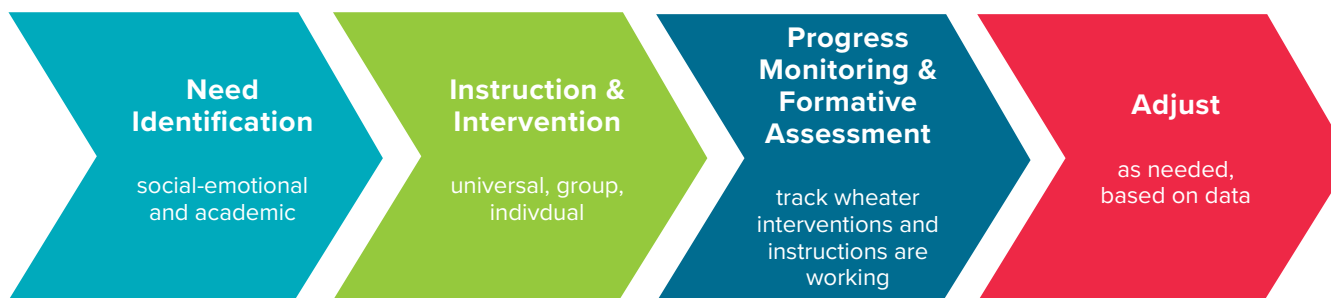 Need
Identification
social-emotional
and academic
Instruction &
Intervention
universal, group,
indivdual
Progress
Monitoring &
Formative
Assessment
track wheater
interventions and
instructions are
working
Adjust
as needed,
based on data